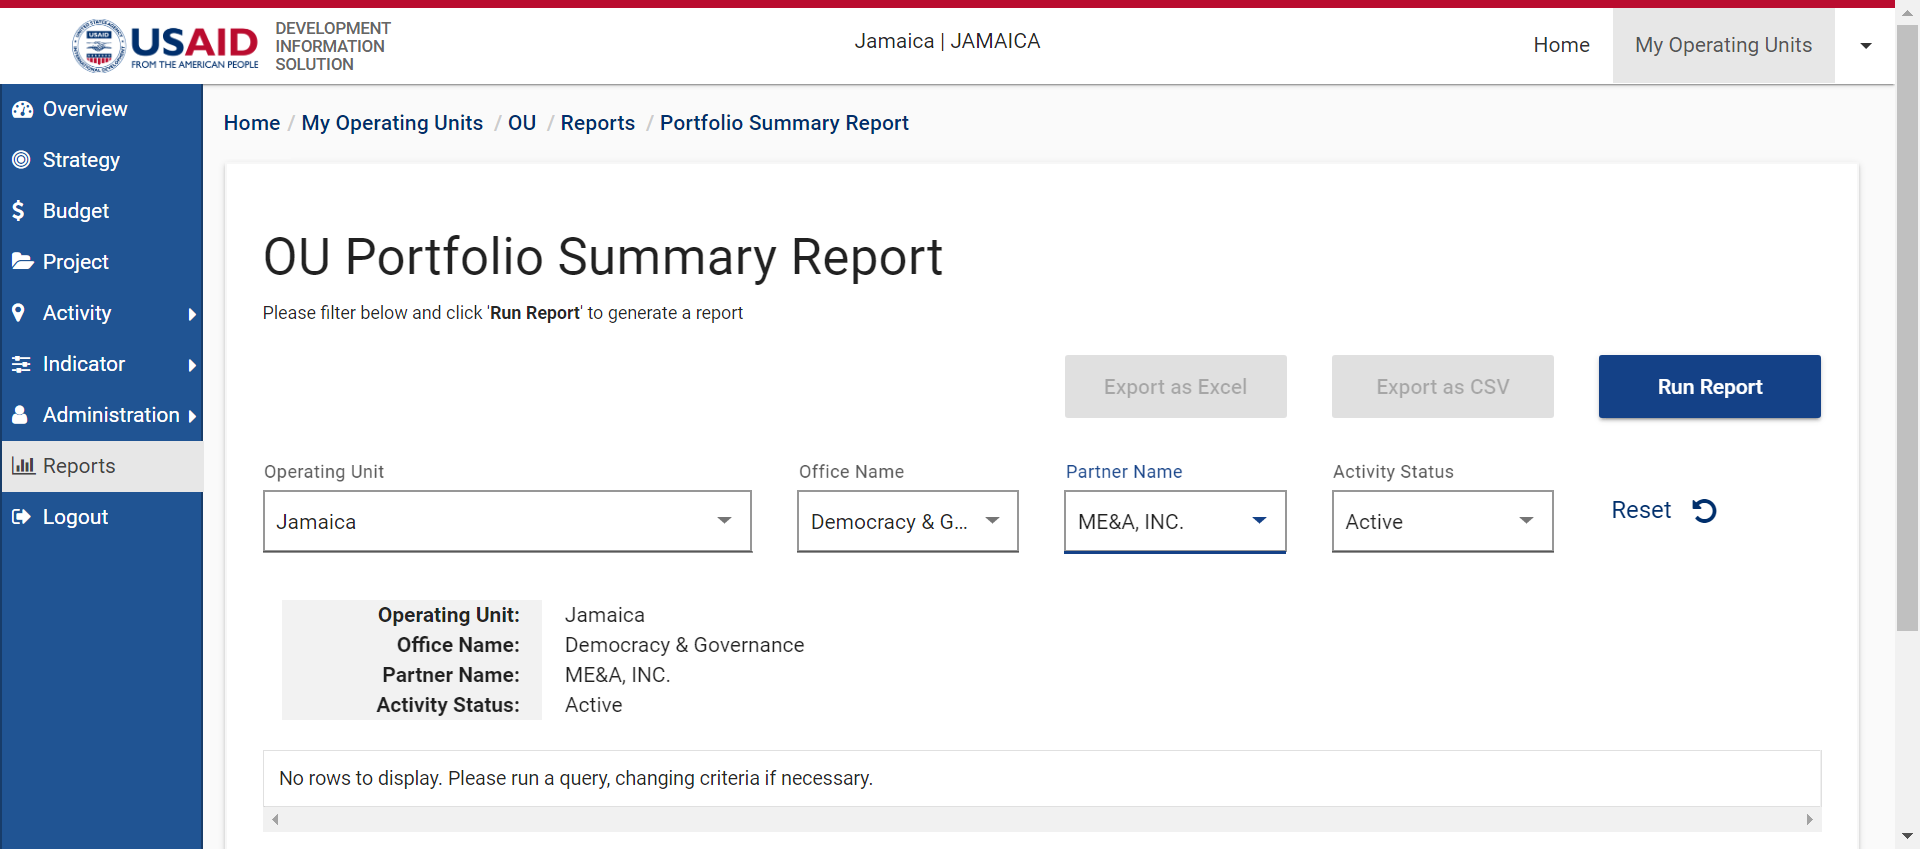 USAID
FROM THE AMERICAN PEOPLE
DEVELOPMENT
INFORMATION
SOLUTION
Jamaica | JAMAICA
Home
My Operating Units
Overview
Strategy
Budget
Project
Activity
Indicator
Administration
Reports
Logout
Home / My Operating Units / OU / Reports / Portfolio Summary Report
OU Portfolio Summary Report
Please filter below and click 'Run Report' to generate a report
Export as Excel
Export as CSV
Run Report
Operating Unit
Jamaica
Office Name
Democracy & G...
Partner Name
ME&A, INC.
Activity Status
Active
Reset
Operating Unit: Jamaica
Office Name: Democracy & Governance
Partner Name: ME&A, INC.
Activity Status: Active
No rows to display. Please run a query, changing criteria if necessary.